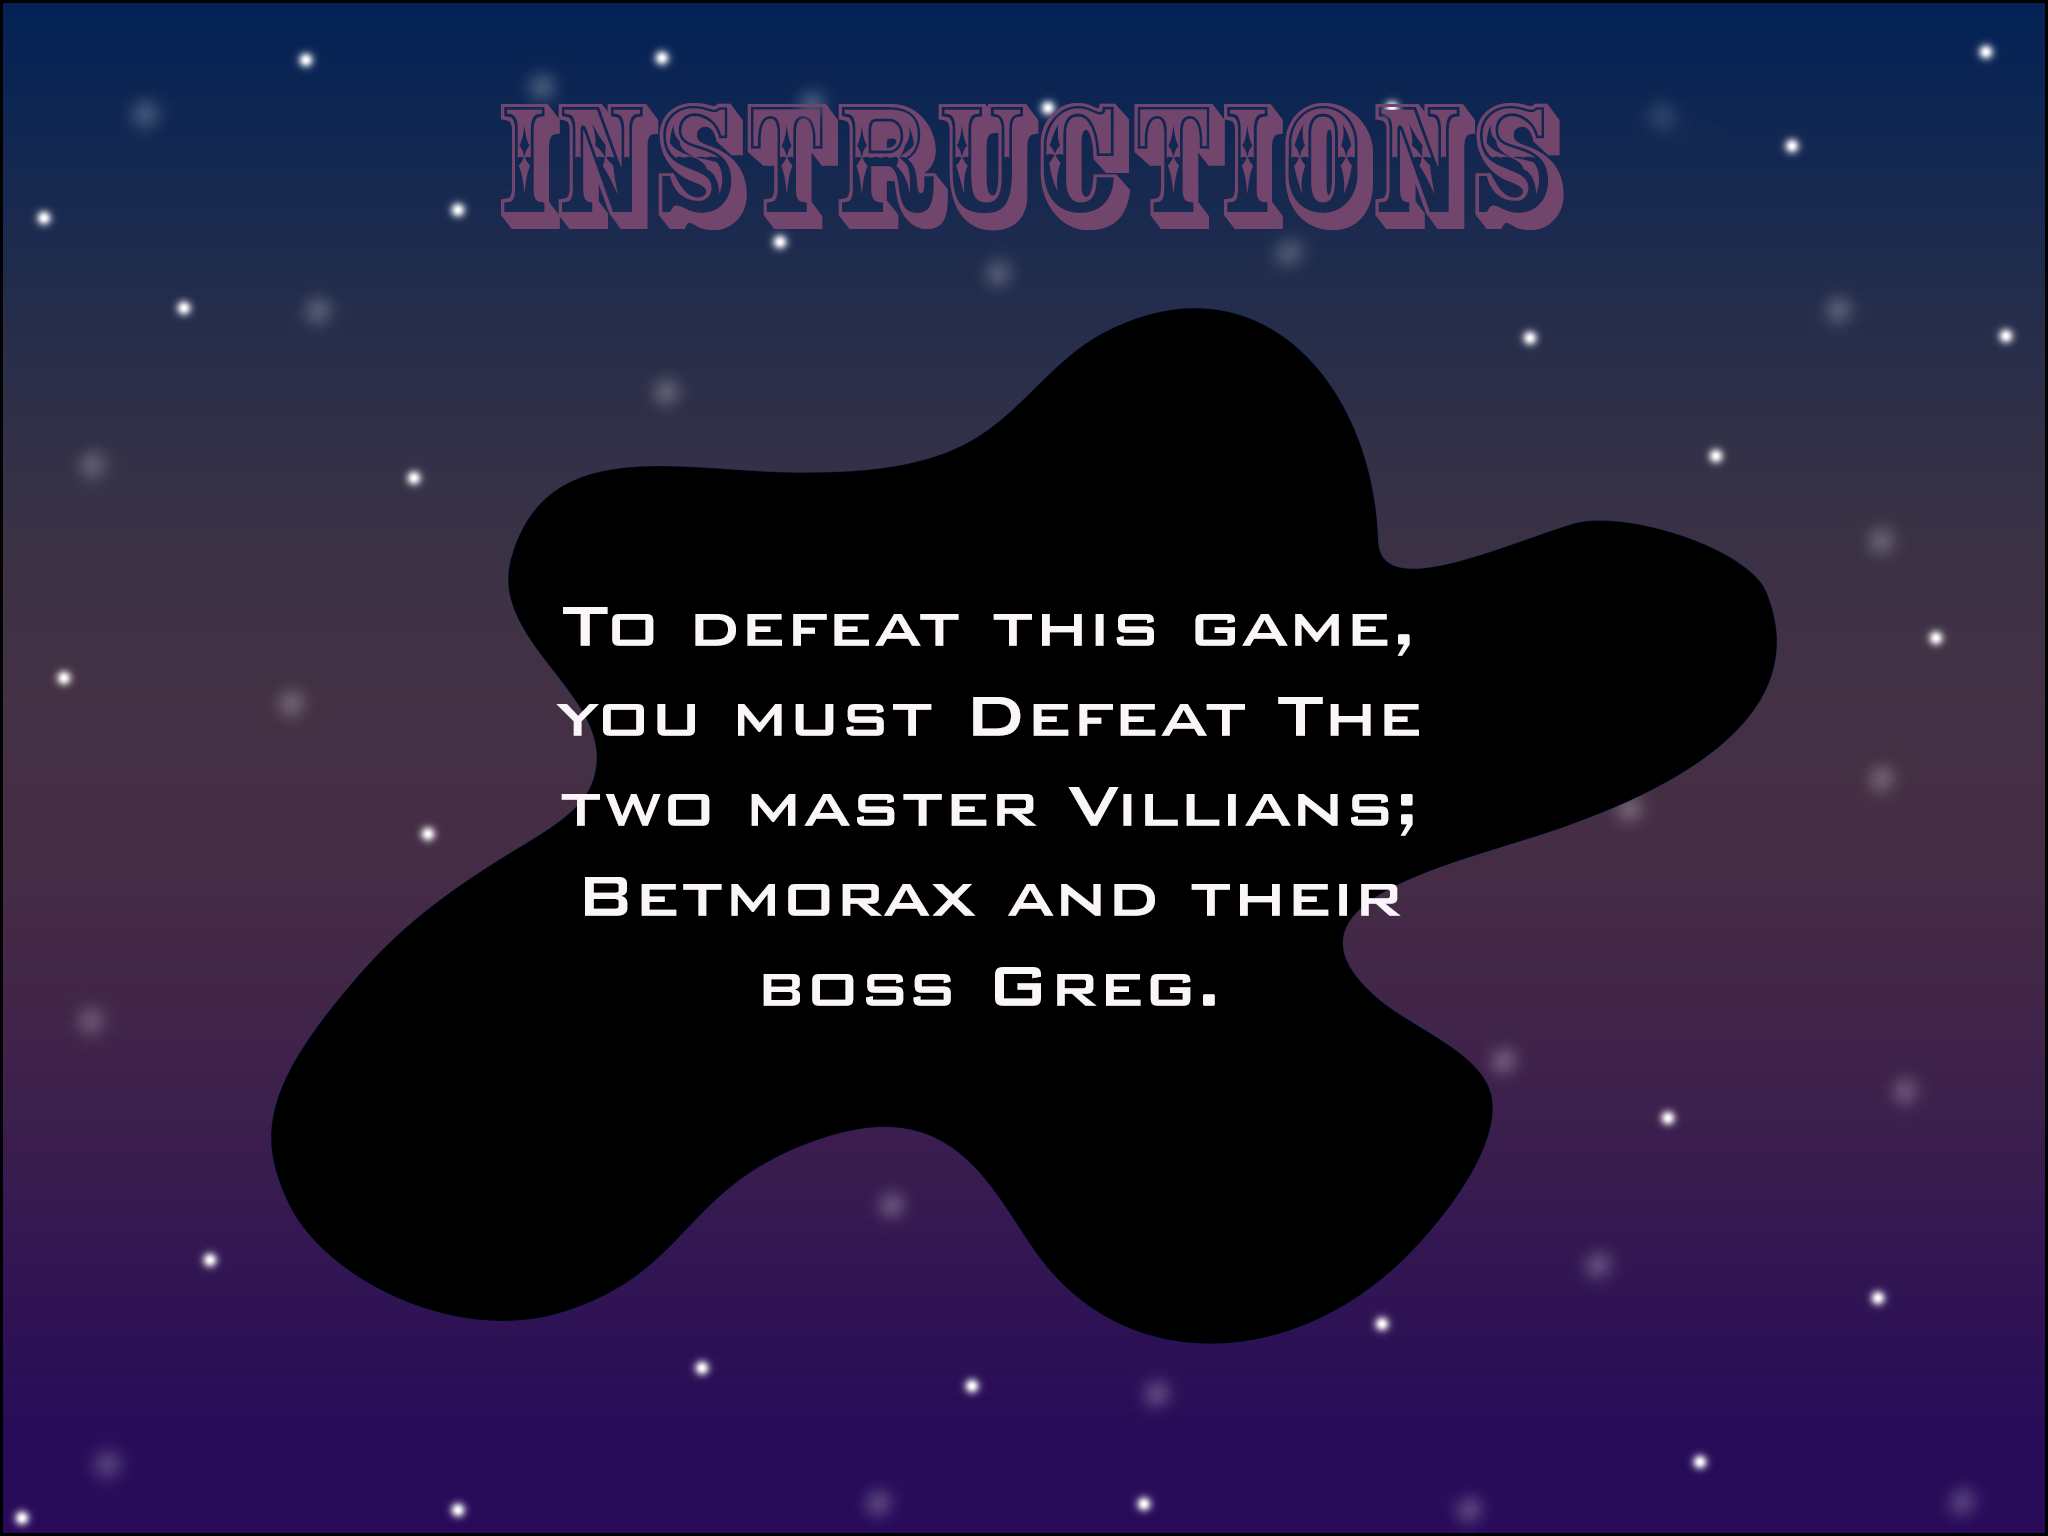 INSTRUCTIONS
To defeat this game,
you must Defeat The
two master Villians;
Betmorax and their
boss Greg.